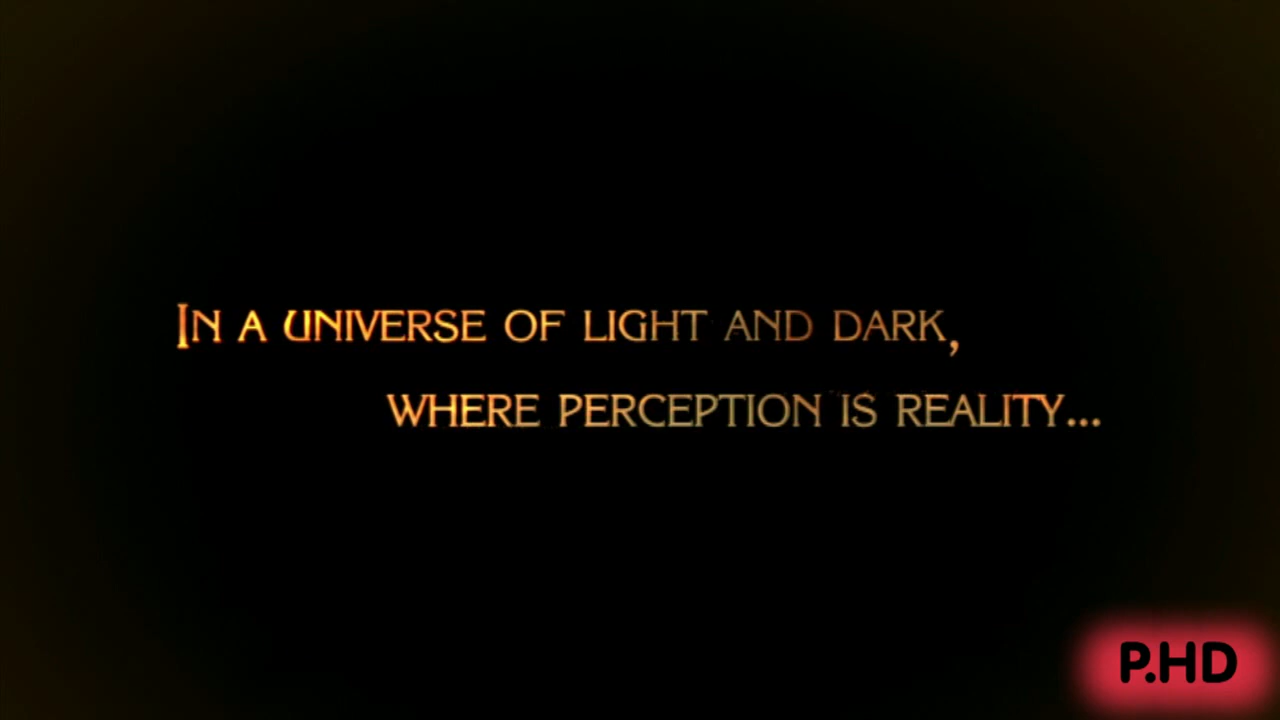 In a universe of light and dark,
where perception is reality...
P.HD